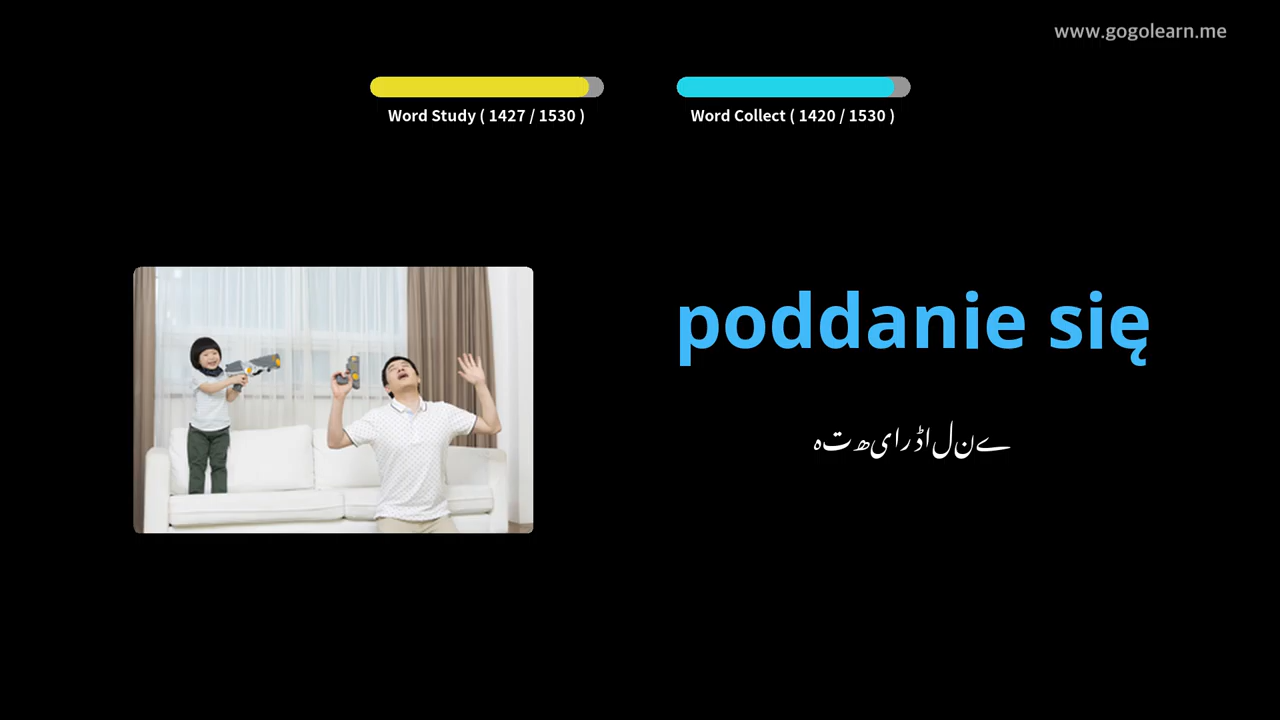 www.gogolearn.me
Word Study ( 1427 / 1530 )
Word Collect ( 1420 / 1530 )
poddanie się
ہتھیار ڈالنے